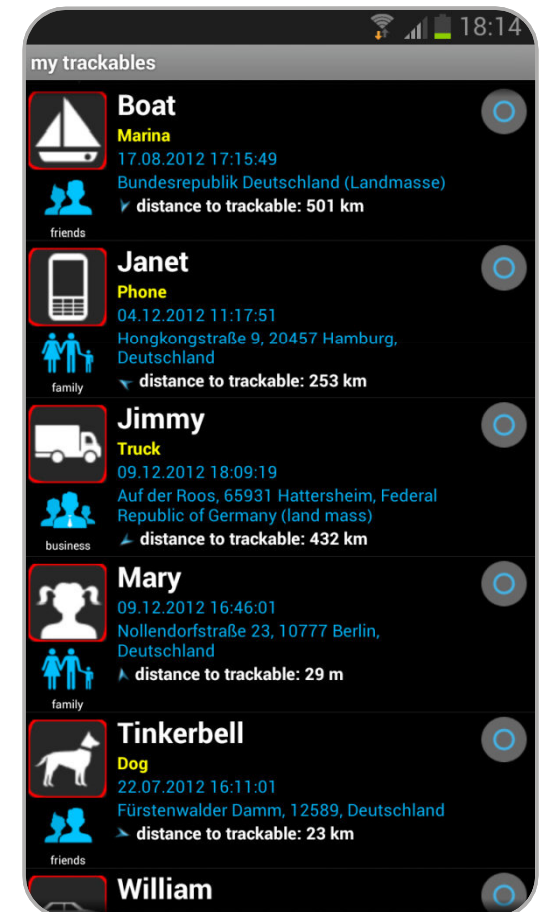 18:14
my trackables
Boat
Marina
17.08.2012 17:15:49
Bundesrepublik Deutschland (Landmasse)
distance to trackable: 501 km
friends
Janet
Phone
04.12.2012 11:17:51
Hongkongstraße 9, 20457 Hamburg,
Deutschland
distance to trackable: 253 km
family
Jimmy
Truck
09.12.2012 18:09:19
Auf der Roos, 65931 Hattersheim, Federal
Republic of Germany (land mass)
distance to trackable: 432 km
business
Mary
09.12.2012 16:46:01
Nollendorfstraße 23, 10777 Berlin,
Deutschland
distance to trackable: 29 m
family
Tinkerbell
Dog
22.07.2012 16:11:01
Fürstenwalder Damm, 12589, Deutschland
distance to trackable: 23 km
friends
William